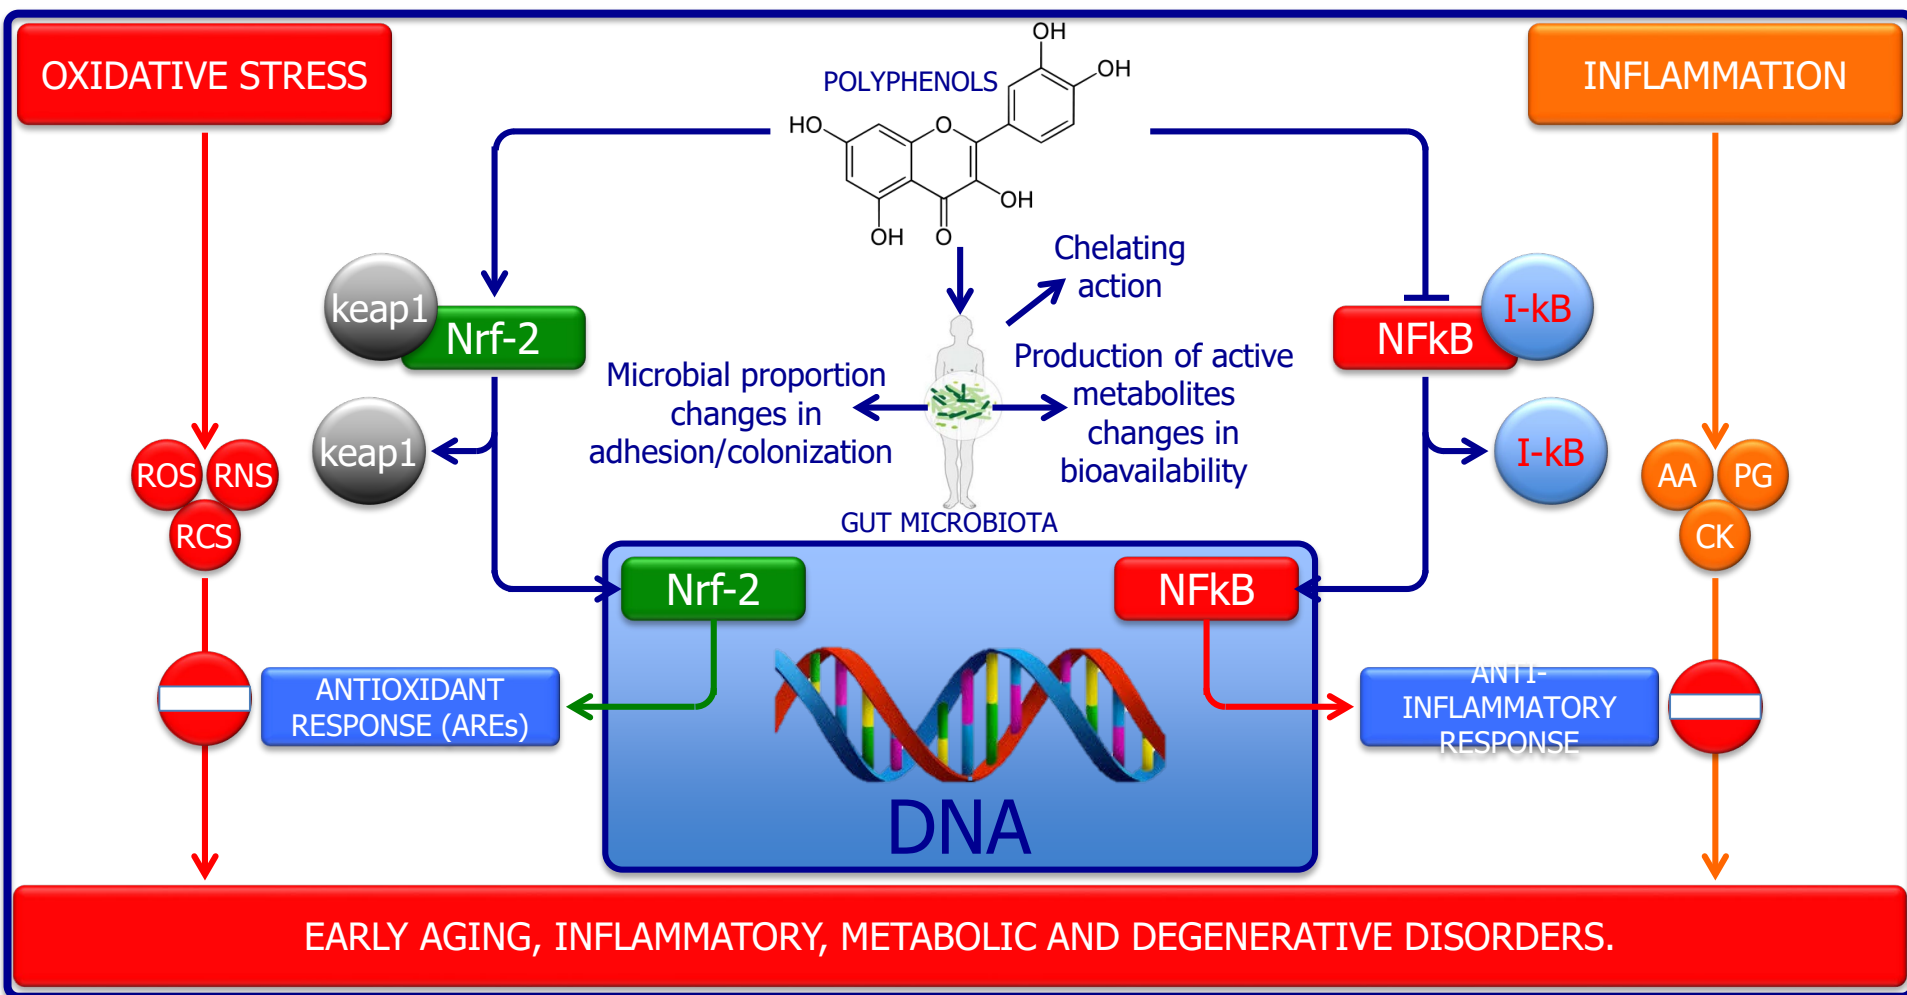 OXIDATIVE STRESS
POLYPHENOLS
OH
OH
HO
O
OH
OH
O
INFLAMMATION
keap1
Nrf-2
keap1
ROS
RNS
RCS
Chelating
action
Microbial proportion
changes in
adhesion/colonization
Production of active
metabolites
changes in
bioavailability
GUT MICROBIOTA
NFkB
I-kB
I-kB
AA
PG
CK
Nrf-2
NFkB
ANTIOXIDANT
RESPONSE (AREs)
DNA
ANTI-
INFLAMMATORY
RESPONSE
EARLY AGING, INFLAMMATORY, METABOLIC AND DEGENERATIVE DISORDERS.